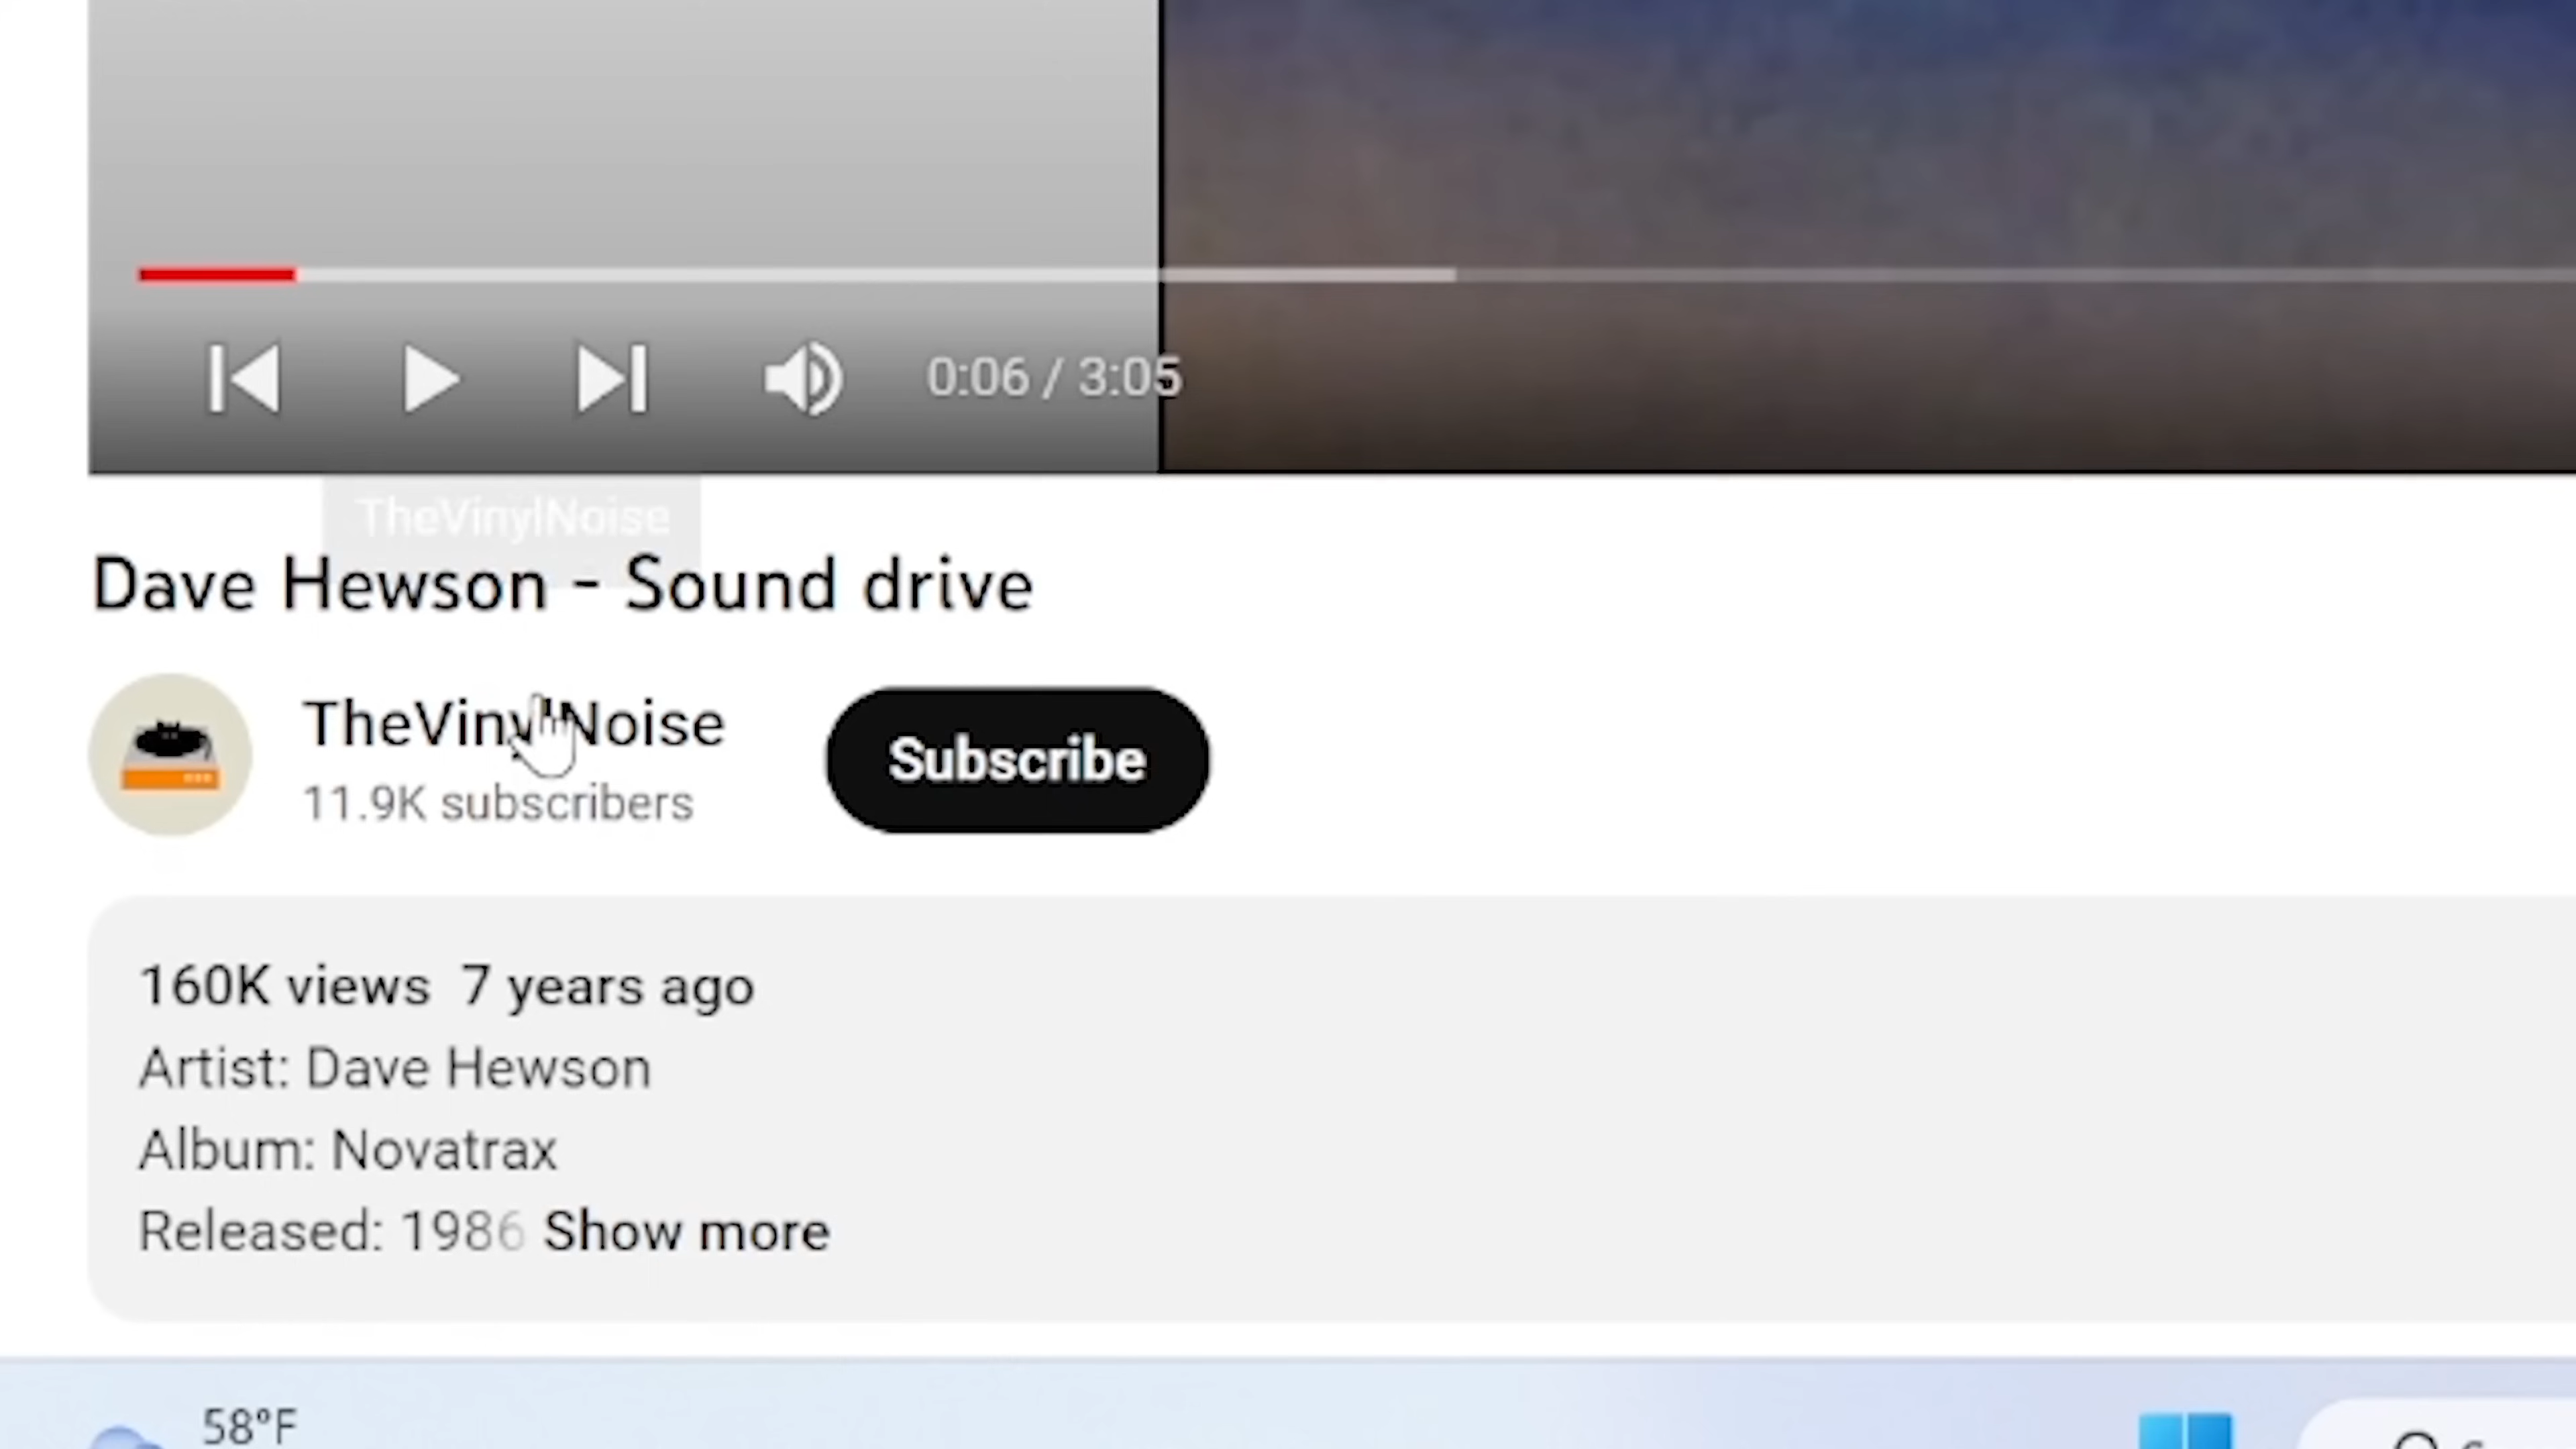 0:06 / 3:05
TheVinylNoise
Dave Hewson - Sound drive
TheVinylNoise
11.9K subscribers
Subscribe
160K views 7 years ago
Artist: Dave Hewson
Album: Novatrax
Released: 1986 Show more
58°F